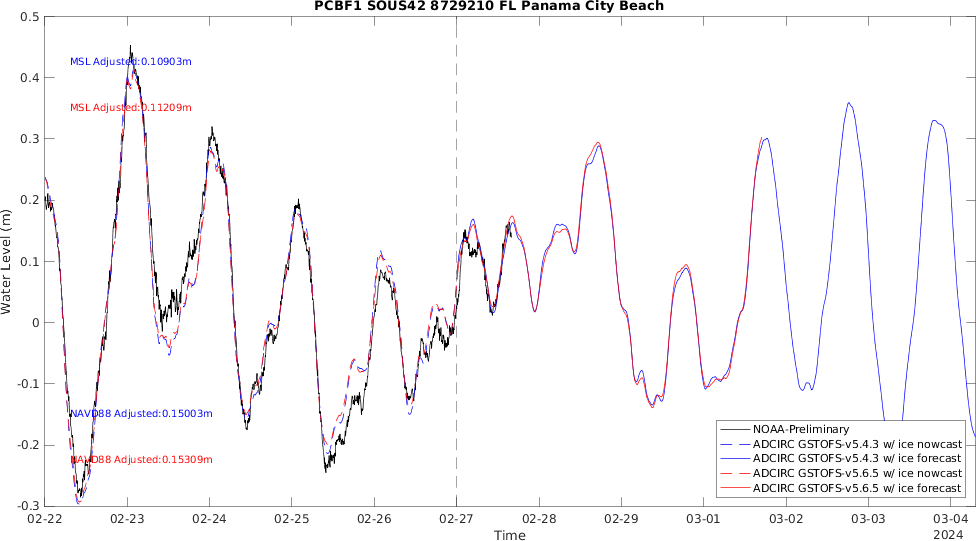 PCBF1 SOUS42 8729210 FL Panama City Beach
0.5
0.4
0.3
0.2
0.1
0
-0.1
-0.2
-0.3
Water Level (m)
MSL Adjusted:0.10903m
MSL Adjusted:0.11209m
NAVD88 Adjusted:0.15003m
NAVD88 Adjusted:0.15309m
NOAA-Preliminary
ADCIRC GSTOFS-v5.4.3 w/ ice nowcast
ADCIRC GSTOFS-v5.4.3 w/ ice forecast
ADCIRC GSTOFS-v5.6.5 w/ ice nowcast
ADCIRC GSTOFS-v5.6.5 w/ ice forecast
02-22 02-23 02-24 02-25 02-26 02-27 02-28 02-29 03-01 03-02 03-03 03-04
Time
2024